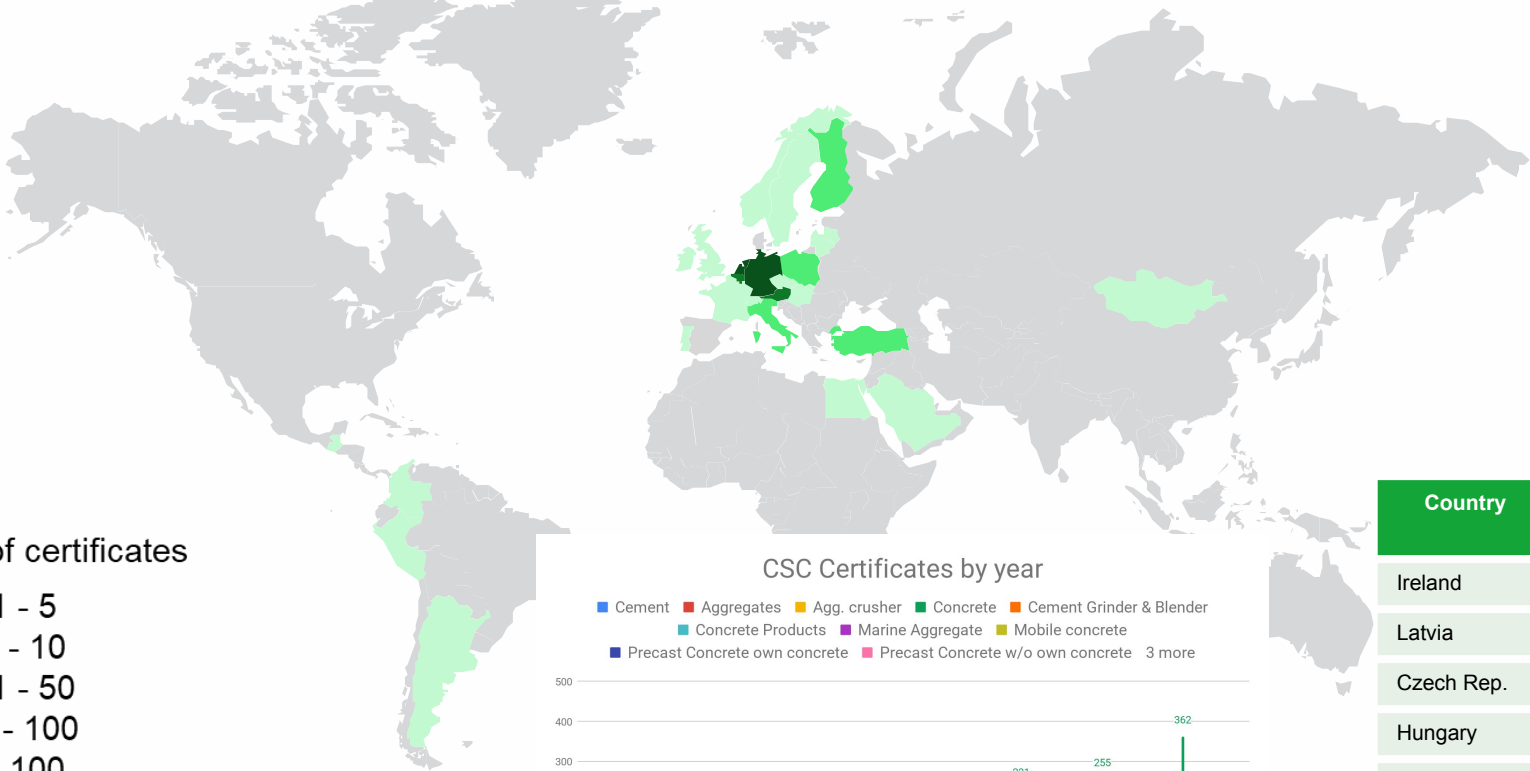 of certificates
1 - 5
- 10
1 - 50
- 100
100
CSC Certificates by year
Cement Aggregates Agg. crusher Concrete Cement Grinder & Blender
Concrete Products Marine Aggregate Mobile concrete
Precast Concrete own concrete Precast Concrete w/o own concrete 3 more
500
400
362
300
255
Country
Ireland
Latvia
Czech Rep.
Hungary